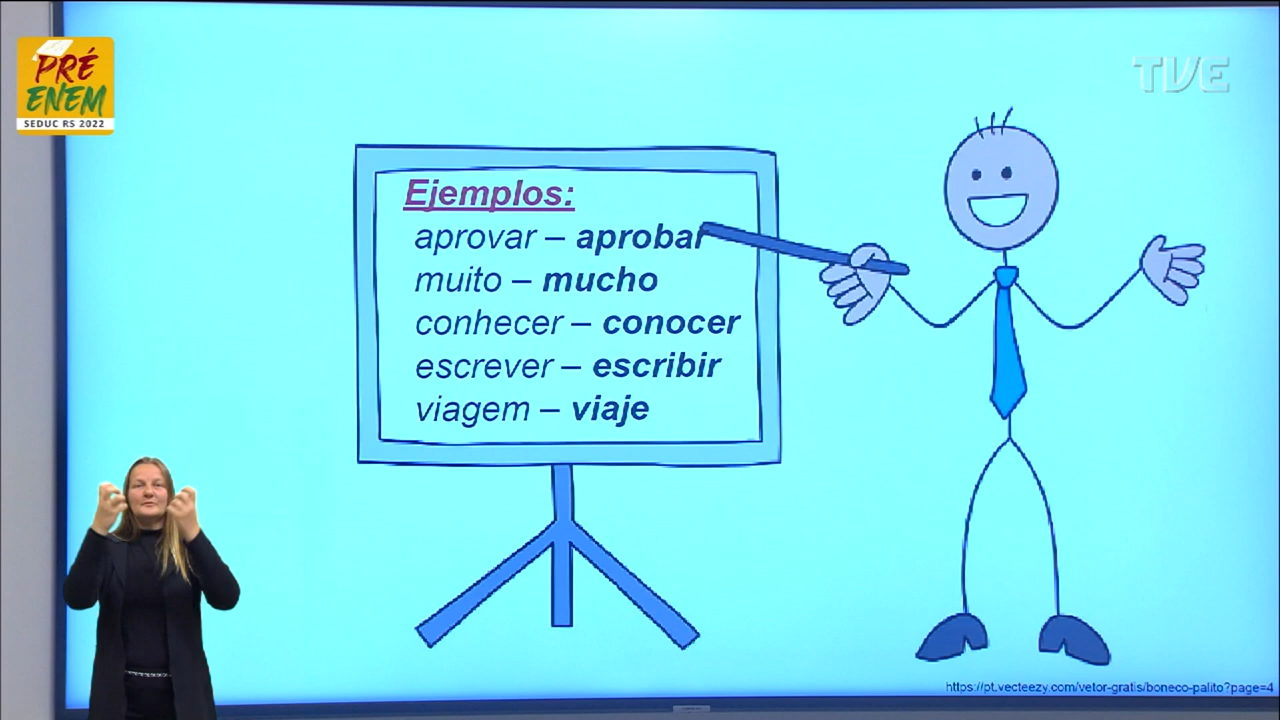 PRÉ
ENEM
SEDUC RS 2022
TVE
Ejemplos:
aprovar – aprobar
muito – mucho
conhecer – conocer
escrever – escribir
viagem – viaje
https://pt.vecteezy.com/vetor-gratis/boneco-palito?page=4